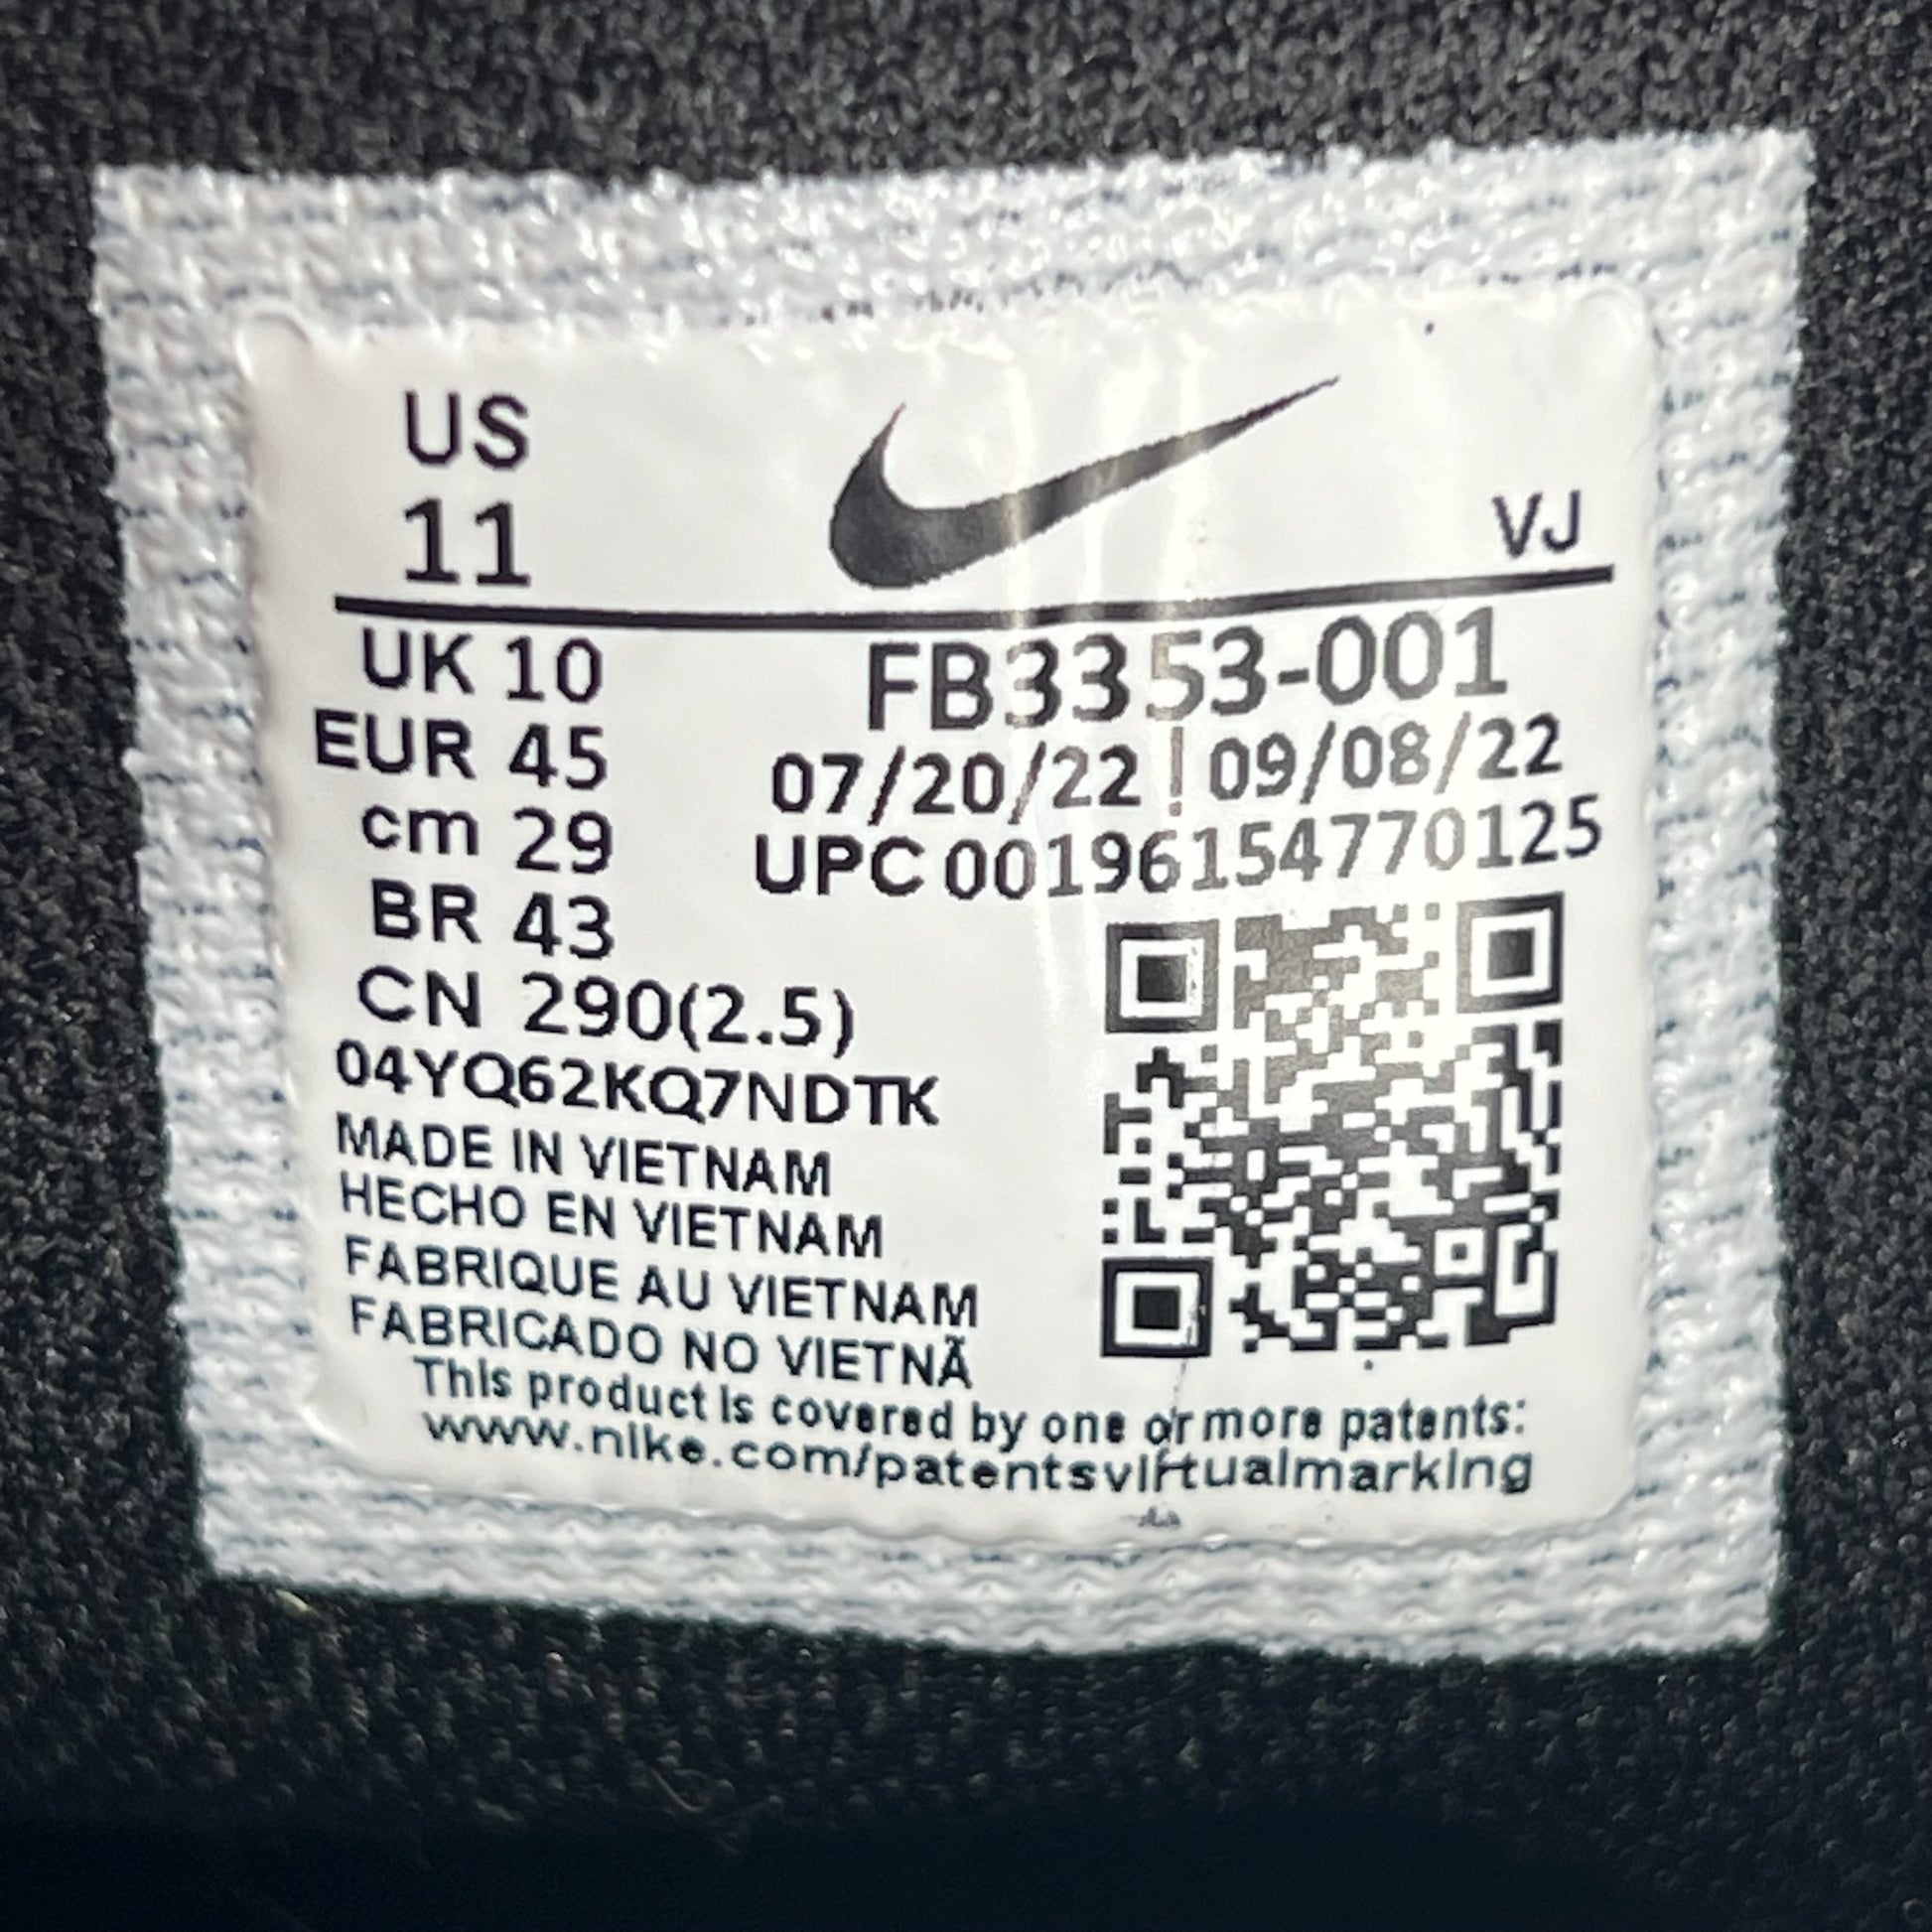 US
11
VJ
UK 10
EUR 45
cm 29
BR 43
CN 290(2.5)
FB3353-001
07/20/22 ¦ 09/08/22
UPC 00196154770125
04YQ62KQ7NDTK
MADE IN VIETNAM
HECHO EN VIETNAM
FABRIQUE AU VIETNAM
FABRICADO NO VIETNÃ
This product is covered by one or more patents:
www.nike.com/patentsvirtualmarking